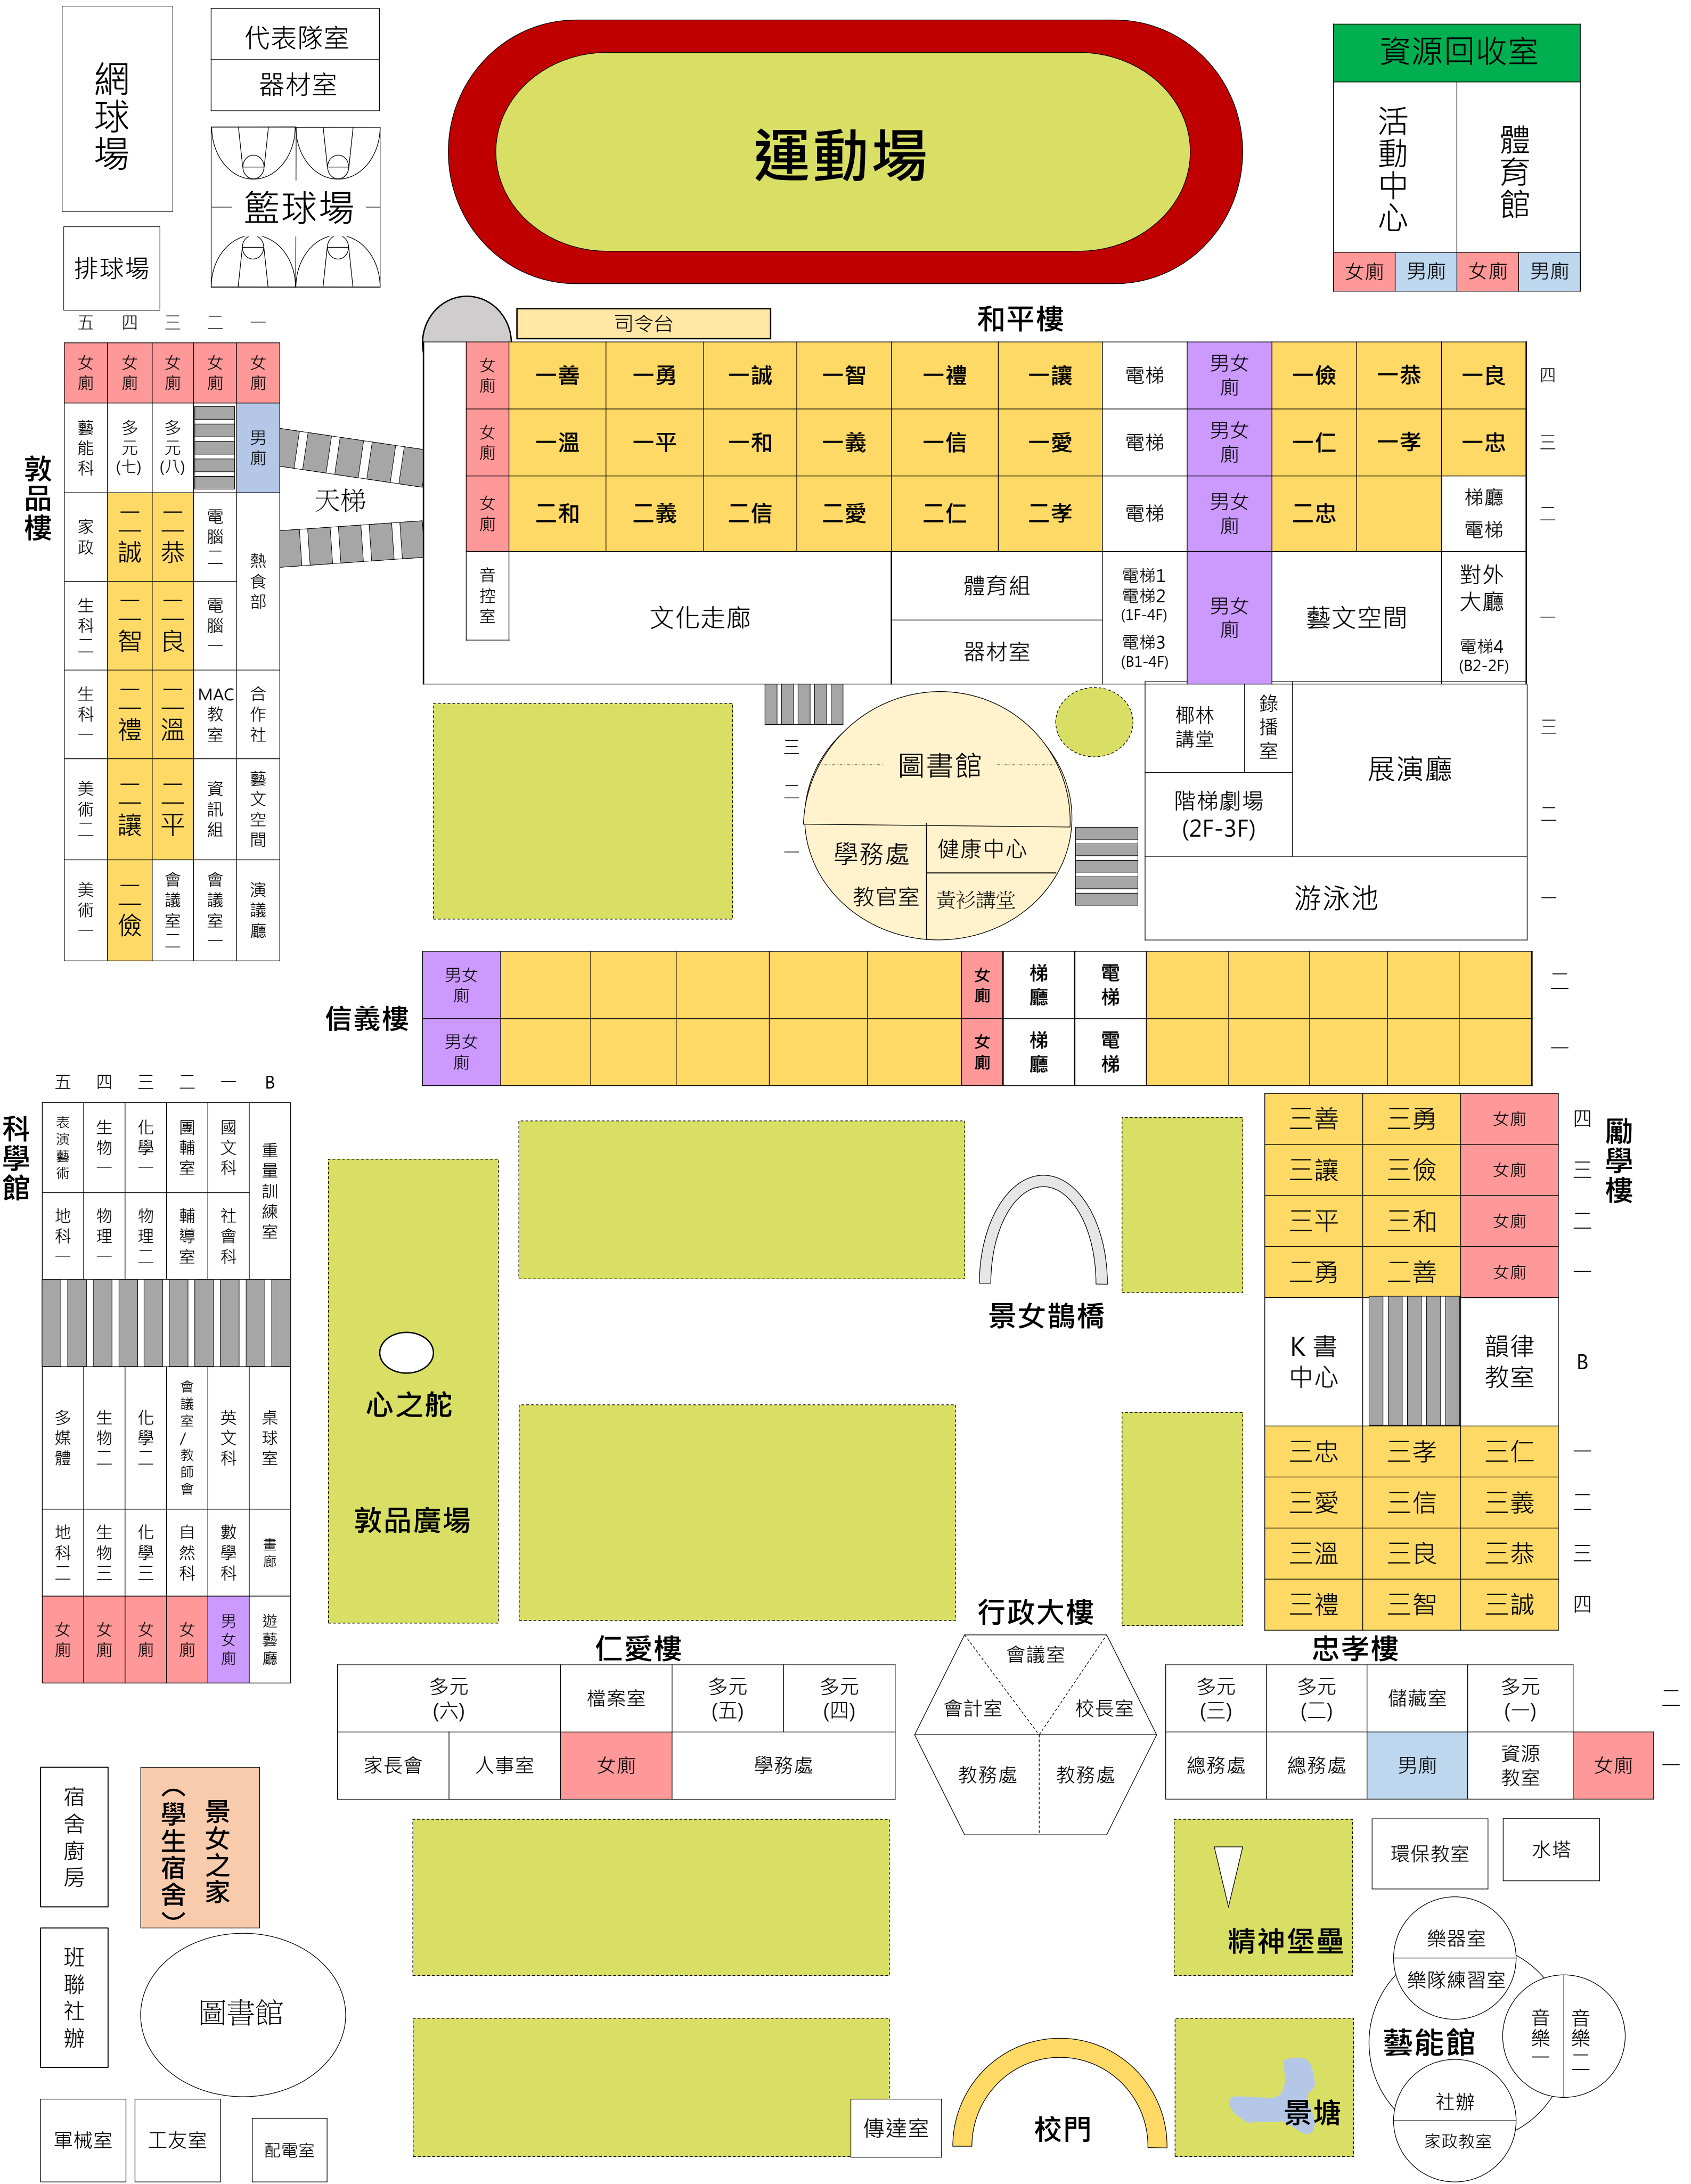 網球場
代表隊室
器材室
籃球場
排球場
運動場
資源回收室
活動中心
體育館
女廁 男廁 女廁 男廁
司令台
和平樓
女廁 一善 一勇 一誠 一智 一禮 一讓 電梯 男女廁 一儉 一恭 一良 四
女廁 一溫 一平 一和 一義 一信 一愛 電梯 男女廁 一仁 一孝 一忠 三
女廁 二和 二義 二信 二愛 二仁 二孝 電梯 男女廁 二忠 梯廳 電梯 二
音控室
文化走廊
體育組
器材室
電梯1
電梯2
(1F-4F)
電梯3
(B1-4F)
男女廁
藝文空間
對外大廳
電梯4
(B2-2F)
一
敦品樓
五 四 三 二 一
女廁 女廁 女廁 女廁 女廁
藝能科 多元(七) 多元(八) 男廁
家政 二誠 二恭 電腦二 熱食部
生科二 二智 二良 電腦一
生科一 二禮 二溫 MAC教室 合作社
美術二 二讓 二平 資訊組 藝文空間
美術一 二儉 會議室二 會議室一 演議廳
天梯
三
二
一
圖書館
學務處
教官室
健康中心
黃衫講堂
椰林講堂
錄播室
展演廳
階梯劇場
(2F-3F)
游泳池
三
二
一
信義樓
男女廁 女廁 梯廳 電梯 二
男女廁 女廁 梯廳 電梯 一
科學館
五 四 三 二 一 B
表演藝術 生物一 化學一 團輔室 國文科 重量訓練室
地科一 物理一 物理二 輔導室 社會科
多媒體 生物二 化學二 會議室/教師會 英文科 桌球室
地科二 生物三 化學三 自然科 數學科 畫廊
女廁 女廁 女廁 女廁 男女廁 遊藝廳
心之舵
敦品廣場
景女鵲橋
勵學樓
三善 三勇 女廁 四
三讓 三儉 女廁 三
三平 三和 女廁 二
二勇 二善 女廁 一
K 書中心 韻律教室 B
三忠 三孝 三仁 一
三愛 三信 三義 二
三溫 三良 三恭 三
三禮 三智 三誠 四
仁愛樓
多元(六) 檔案室 多元(五) 多元(四)
家長會 人事室 女廁 學務處
行政大樓
會議室
會計室 校長室
教務處 教務處
忠孝樓
多元(三) 多元(二) 儲藏室 多元(一) 二
總務處 總務處 男廁 資源教室 女廁 一
宿舍廚房
景女之家
(學生宿舍)
班聯社辦
圖書館
軍械室
工友室
配電室
精神堡壘
環保教室
水塔
樂器室
樂隊練習室
藝能館
音樂一
音樂二
社辦
家政教室
景塘
傳達室
校門